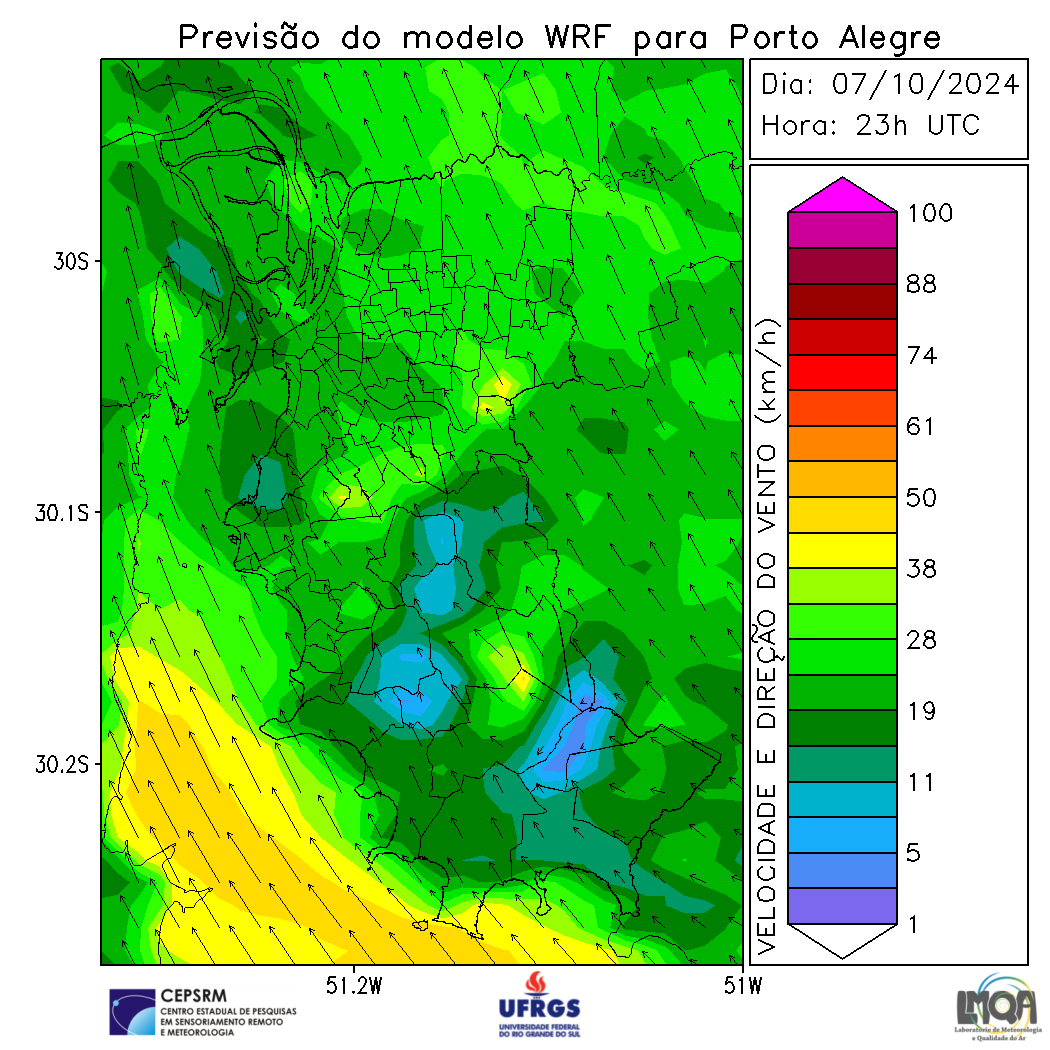 Previsão do modelo WRF para Porto Alegre
Dia: 07/10/2024
Hora: 23h UTC
30S
30.1S
30.2S
51.2W
51W
VELOCIDADE E DIREÇÃO DO VENTO (km/h)
100
88
74
61
50
38
28
19
11
5
1
CEPSRM
CENTRO ESTADUAL DE PESQUISAS
EM SENSORIAMENTO REMOTO
E METEOROLOGIA
UFRGS
UNIVERSIDADE FEDERAL
DO RIO GRANDE DO SUL
LMQA
Laboratório de Meteorologia
e Qualidade do Ar